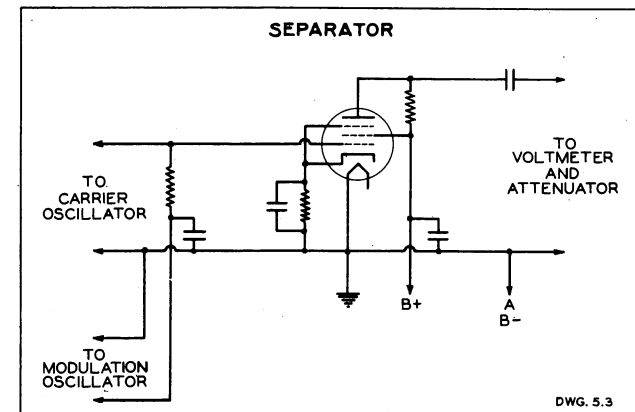 SEPARATOR
TO
CARRIER
OSCILLATOR
TO
VOLTMETER
AND
ATTENUATOR
B+
A
B-
TO
MODULATION
OSCILLATOR
DWG. 5.3